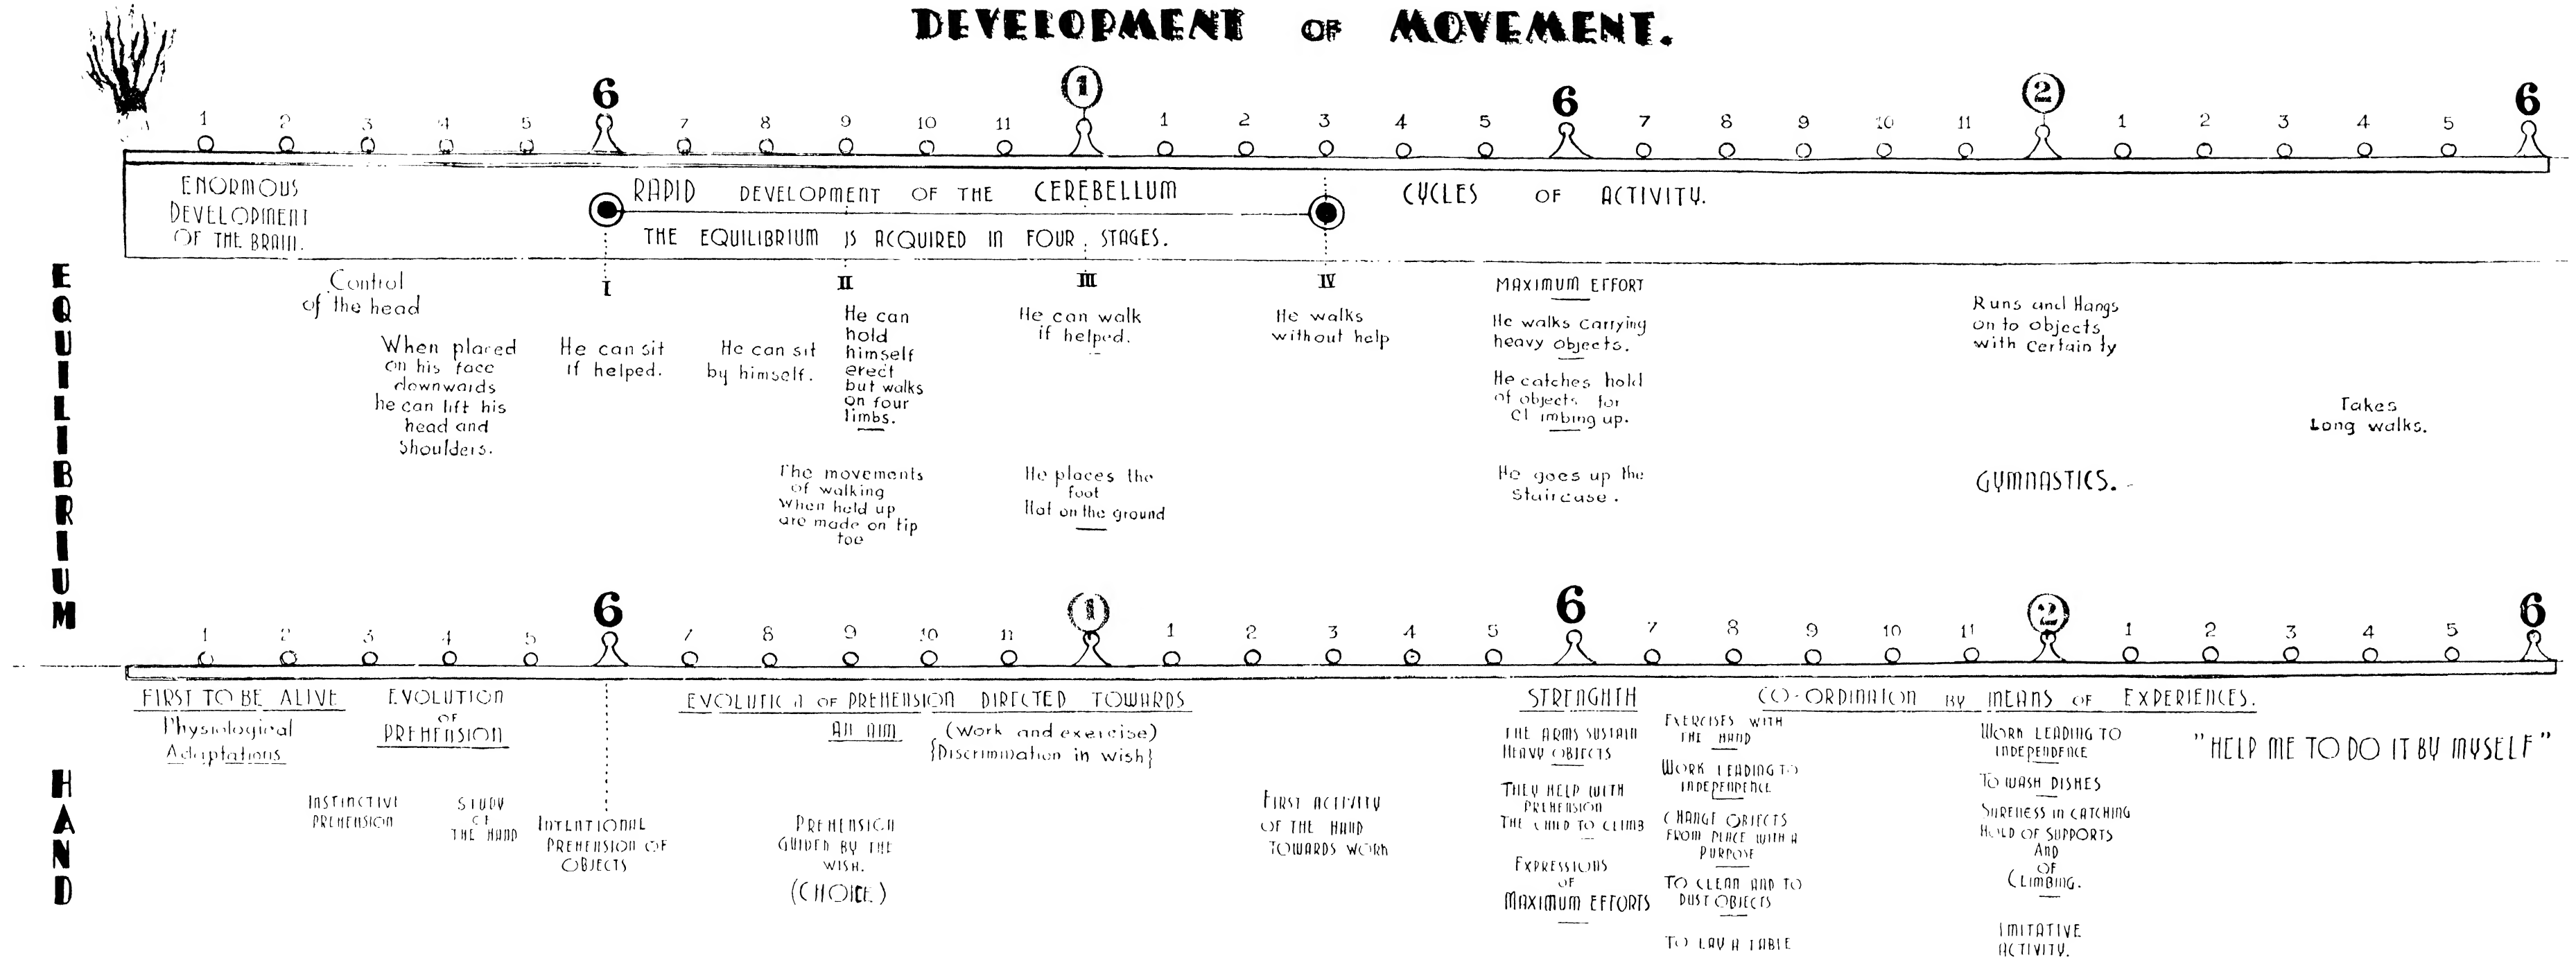 DEVELOPMENT OF MOVEMENT.
1 2 3 4 5 6 7 8 9 10 11 1 1 2 3 4 5 6 7 8 9 10 11 2 1 2 3 4 5 6
ENORMOUS
DEVELOPMENT
OF THE BRAIN.
RAPID DEVELOPMENT OF THE CEREBELLUM
THE EQUILIBRIUM IS ACQUIRED IN FOUR STAGES.
CYCLES OF ACTIVITY.
EQUILIBRIUM
Control
of the head
When placed
on his face
downwards
he can lift his
head and
Shoulders.
I
He can sit
if helped.
He can sit
by himself.
II
He can
hold
himself
erect
but walks
on four
limbs.
The movements
of walking
When held up
are made on tip
toe
III
He can walk
if helped.
He places the
foot
flat on the ground
IV
He walks
without help
MAXIMUM EFFORT
He walks carrying
heavy objects.
He catches hold
of objects for
Climbing up.
He goes up the
Staircase.
Runs and Hangs
on to objects
with Certainty
GYMNASTICS.
Takes
Long walks.
1 2 3 4 5 6 7 8 9 10 11 1 1 2 3 4 5 6 7 8 9 10 11 2 1 2 3 4 5 6
HAND
FIRST TO BE ALIVE
Physiological
Adaptations
EVOLUTION
OF
PREHENSION
INSTINCTIVE
PREHENSION
STUDY
OF
THE HAND
INTENTIONAL
PREHENSION OF
OBJECTS
EVOLUTION OF PREHENSION DIRECTED TOWARDS
AN AIM (Work and exercise)
{Discrimination in wish}
PREHENSION
GUIDED BY THE
WISH.
(CHOICE)
FIRST ACTIVITY
OF THE HAND
TOWARDS WORK
STRENGHTH
THE ARMS SUSTAIN
HEAVY OBJECTS
THEY HELP WITH
PREHENSION
THE CHILD TO CLIMB
EXPRESSIONS
OF
MAXIMUM EFFORTS
CO-ORDINATION BY MEANS OF EXPERIENCES.
EXERCISES WITH
THE HAND
WORK LEADING TO
INDEPENDENCE
CHANGE OBJECTS
FROM PLACE WITH A
PURPOSE
TO CLEAN AND TO
DUST OBJECTS
TO LAY A TABLE
WORK LEADING TO
INDEPENDENCE
TO WASH DISHES
SURENESS IN CATCHING
HOLD OF SUPPORTS
AND
OF
CLIMBING.
IMITATIVE
ACTIVITY.
"HELP ME TO DO IT BY MYSELF"